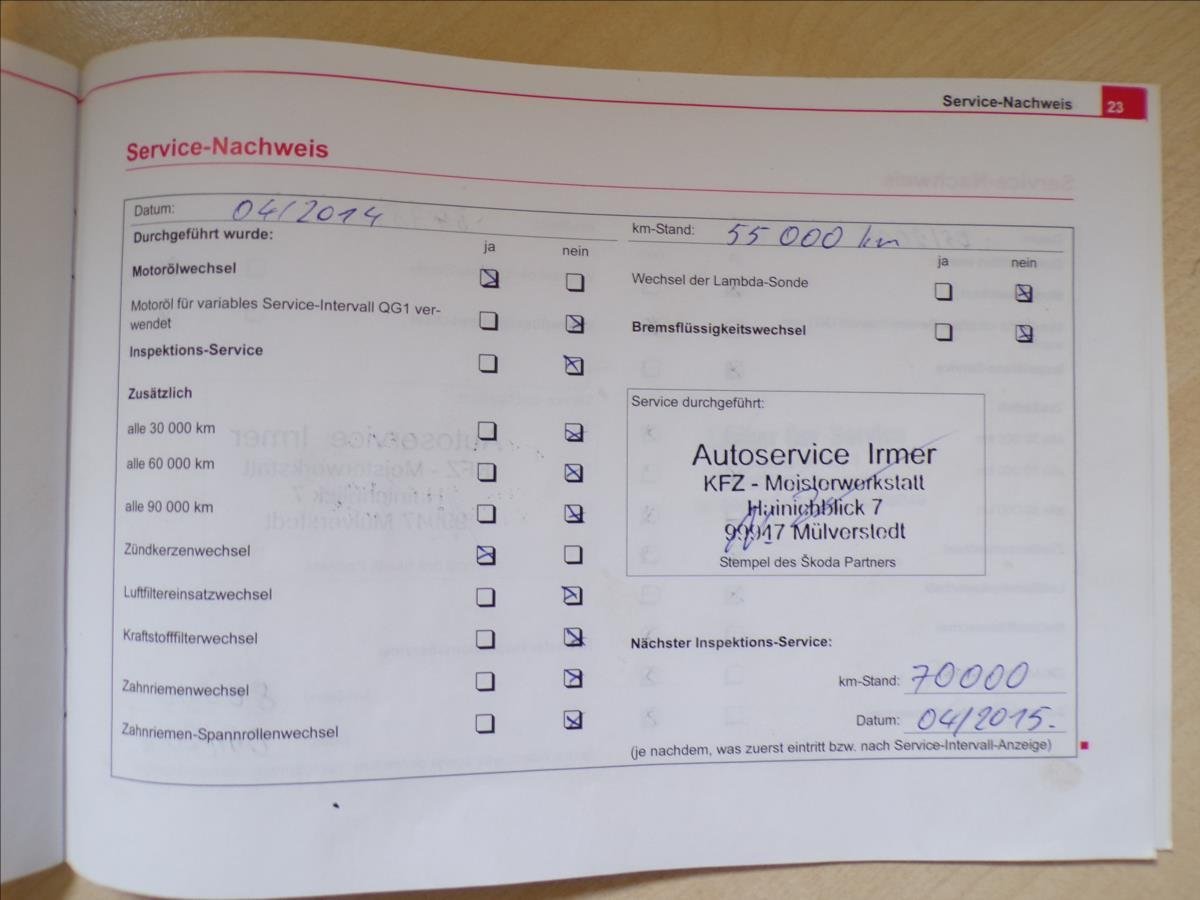 Service-Nachweis 23
Service-Nachweis
Datum: 04/2014
Durchgeführt wurde:
ja nein
Motorölwechsel
Motoröl für variables Service-Intervall QG1 ver-
wendet
Inspektions-Service
Zusätzlich
alle 30 000 km
alle 60 000 km
alle 90 000 km
Zündkerzenwechsel
Luftfiltereinsatzwechsel
Kraftstofffilterwechsel
Zahnriemenwechsel
Zahnriemen-Spannrollenwechsel
km-Stand: 55 000 km
ja nein
Wechsel der Lambda-Sonde
Bremsflüssigkeitswechsel
Service durchgeführt:
Autoservice Irmer
KFZ - Meisterwerkstatt
Hainichblick 7
99947 Mülverstedt
Stempel des Škoda Partners
Nächster Inspektions-Service:
km-Stand: 70000
Datum: 04/2015.
(je nachdem, was zuerst eintritt bzw. nach Service-Intervall-Anzeige)